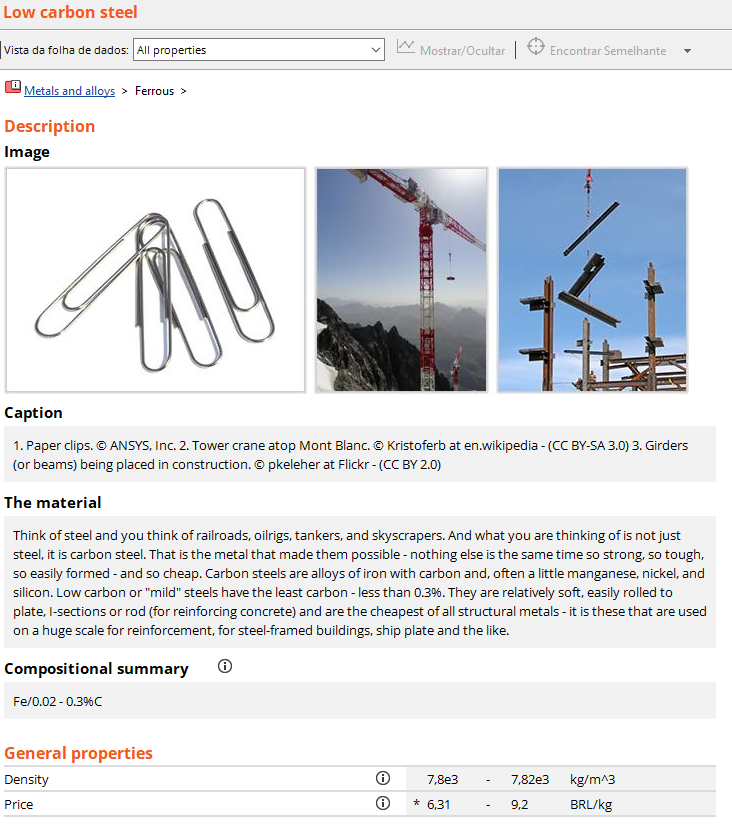 Low carbon steel
Vista da folha de dados: All properties Mostrar/Ocultar Encontrar Semelhante
Metals and alloys > Ferrous >
Description
Image
Caption
1. Paper clips. © ANSYS, Inc. 2. Tower crane atop Mont Blanc. © Kristoferb at en.wikipedia - (CC BY-SA 3.0) 3. Girders
(or beams) being placed in construction. © pkeleher at Flickr - (CC BY 2.0)
The material
Think of steel and you think of railroads, oilrigs, tankers, and skyscrapers. And what you are thinking of is not just
steel, it is carbon steel. That is the metal that made them possible - nothing else is the same time so strong, so tough,
so easily formed - and so cheap. Carbon steels are alloys of iron with carbon and, often a little manganese, nickel, and
silicon. Low carbon or "mild" steels have the least carbon - less than 0.3%. They are relatively soft, easily rolled to
plate, I-sections or rod (for reinforcing concrete) and are the cheapest of all structural metals - it is these that are used
on a huge scale for reinforcement, for steel-framed buildings, ship plate and the like.
Compositional summary
Fe/0.02 - 0.3%C
General properties
Density 7,8e3 - 7,82e3 kg/m^3
Price * 6,31 - 9,2 BRL/kg